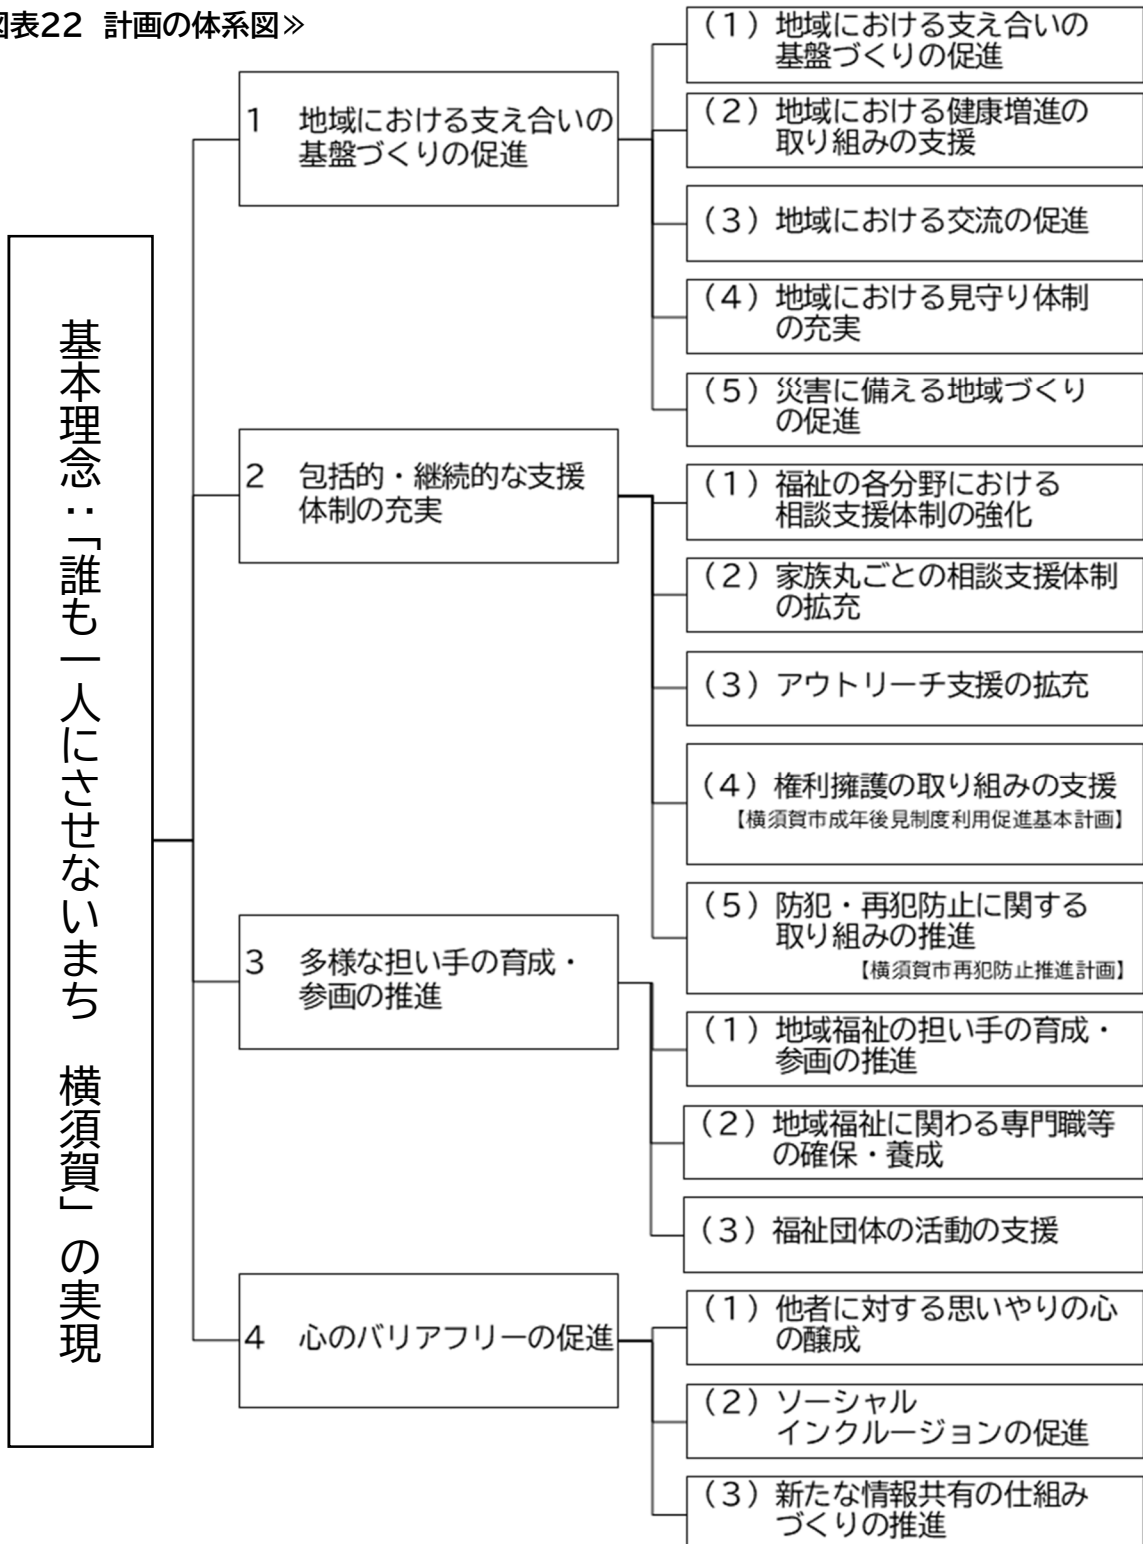 図表22 計画の体系図≫
基本理念：「誰も一人にさせないまち　横須賀」の実現
1 地域における支え合いの
基盤づくりの促進
（1）地域における支え合いの
基盤づくりの促進
（2）地域における健康増進の
取り組みの支援
（3）地域における交流の促進
（4）地域における見守り体制
の充実
（5）災害に備える地域づくり
の促進
2 包括的・継続的な支援
体制の充実
（1）福祉の各分野における
相談支援体制の強化
（2）家族丸ごとの相談支援体制
の拡充
（3）アウトリーチ支援の拡充
（4）権利擁護の取り組みの支援
【横須賀市成年後見制度利用促進基本計画】
（5）防犯・再犯防止に関する
取り組みの推進
【横須賀市再犯防止推進計画】
3 多様な担い手の育成・
参画の推進
（1）地域福祉の担い手の育成・
参画の推進
（2）地域福祉に関わる専門職等
の確保・養成
（3）福祉団体の活動の支援
4 心のバリアフリーの促進
（1）他者に対する思いやりの心
の醸成
（2）ソーシャル
インクルージョンの促進
（3）新たな情報共有の仕組み
づくりの推進